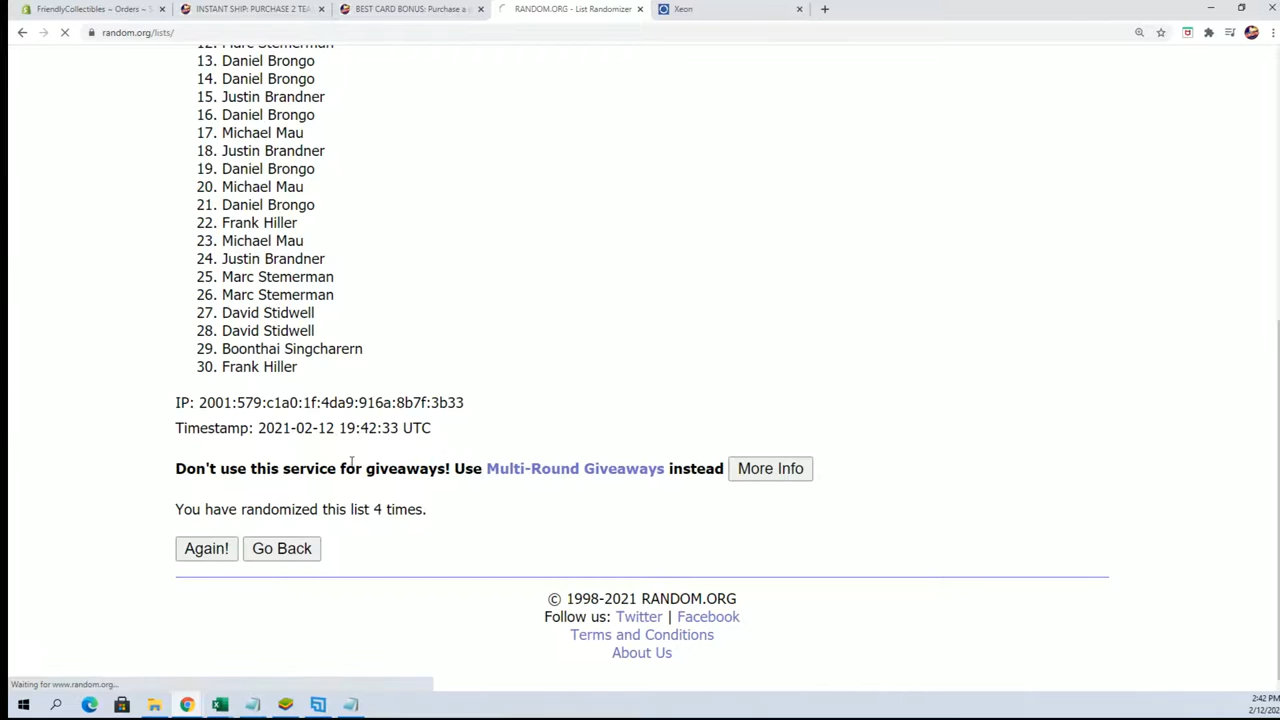 FriendlyCollectibles ~ Orders ~ S
INSTANT SHIP: PURCHASE 2 TEA
BEST CARD BONUS: Purchase a
RANDOM.ORG - List Randomizer
Xeon
random.org/lists/
12. Marc Stemerman
13. Daniel Brongo
14. Daniel Brongo
15. Justin Brandner
16. Daniel Brongo
17. Michael Mau
18. Justin Brandner
19. Daniel Brongo
20. Michael Mau
21. Daniel Brongo
22. Frank Hiller
23. Michael Mau
24. Justin Brandner
25. Marc Stemerman
26. Marc Stemerman
27. David Stidwell
28. David Stidwell
29. Boonthai Singcharern
30. Frank Hiller
IP: 2001:579:c1a0:1f:4da9:916a:8b7f:3b33
Timestamp: 2021-02-12 19:42:33 UTC
Don't use this service for giveaways! Use Multi-Round Giveaways instead More Info
You have randomized this list 4 times.
Again! Go Back
© 1998-2021 RANDOM.ORG
Follow us: Twitter | Facebook
Terms and Conditions
About Us
Waiting for www.random.org...
2:42 PM
2/12/202